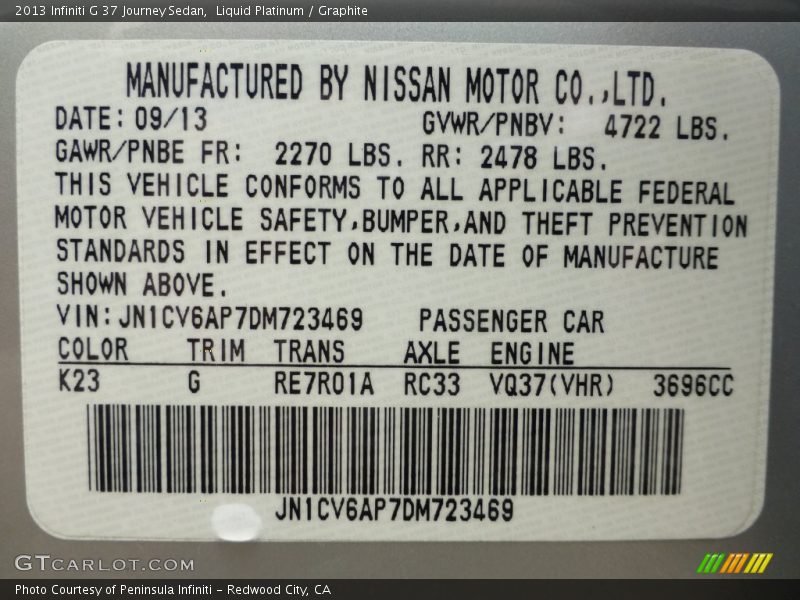 2013 Infiniti G 37 Journey Sedan,  Liquid Platinum / Graphite
MANUFACTURED BY NISSAN MOTOR CO.,LTD.
DATE: 09/13 GVWR/PNBV: 4722 LBS.
GAWR/PNBE FR: 2270 LBS. RR: 2478 LBS.
THIS VEHICLE CONFORMS TO ALL APPLICABLE FEDERAL
MOTOR VEHICLE SAFETY,BUMPER,AND THEFT PREVENTION
STANDARDS IN EFFECT ON THE DATE OF MANUFACTURE
SHOWN ABOVE.
VIN: JN1CV6AP7DM723469 PASSENGER CAR
COLOR TRIM TRANS AXLE ENGINE
K23 G RE7R01A RC33 VQ37(VHR) 3696CC
JN1CV6AP7DM723469
GTCARLOT.COM
Photo Courtesy of Peninsula Infiniti - Redwood City, CA